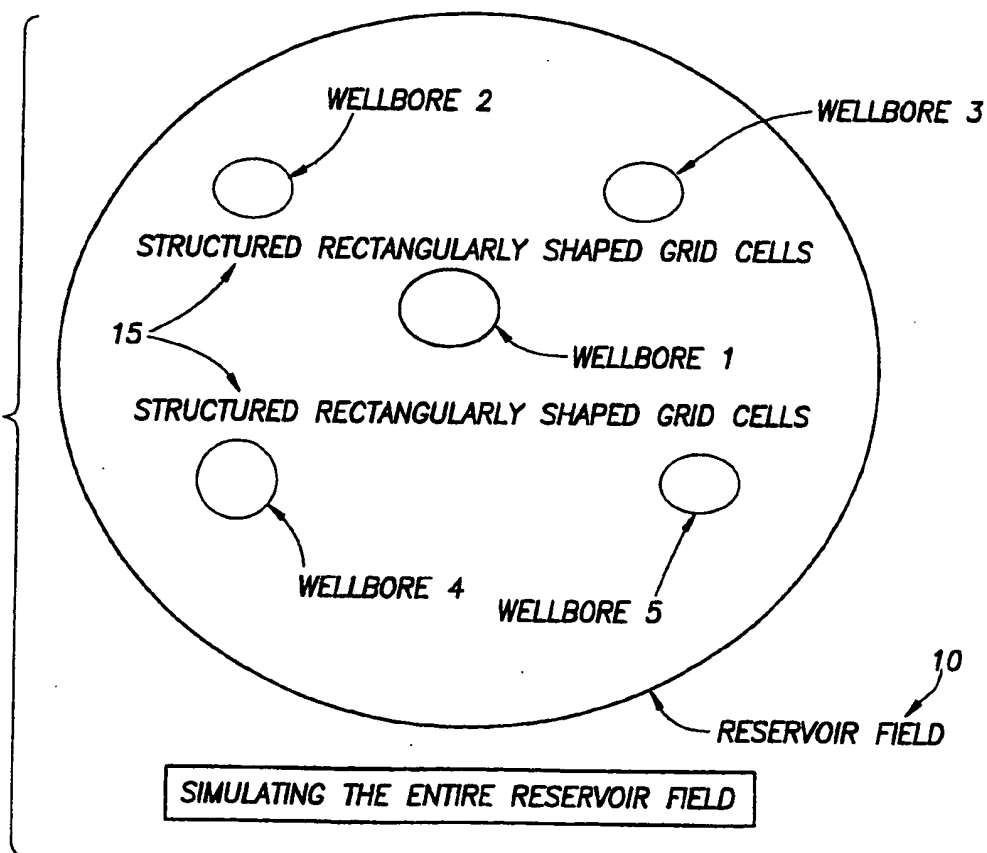 WELLBORE 2
WELLBORE 3
STRUCTURED RECTANGULARLY SHAPED GRID CELLS
15
WELLBORE 1
STRUCTURED RECTANGULARLY SHAPED GRID CELLS
WELLBORE 4
WELLBORE 5
10
RESERVOIR FIELD
SIMULATING THE ENTIRE RESERVOIR FIELD